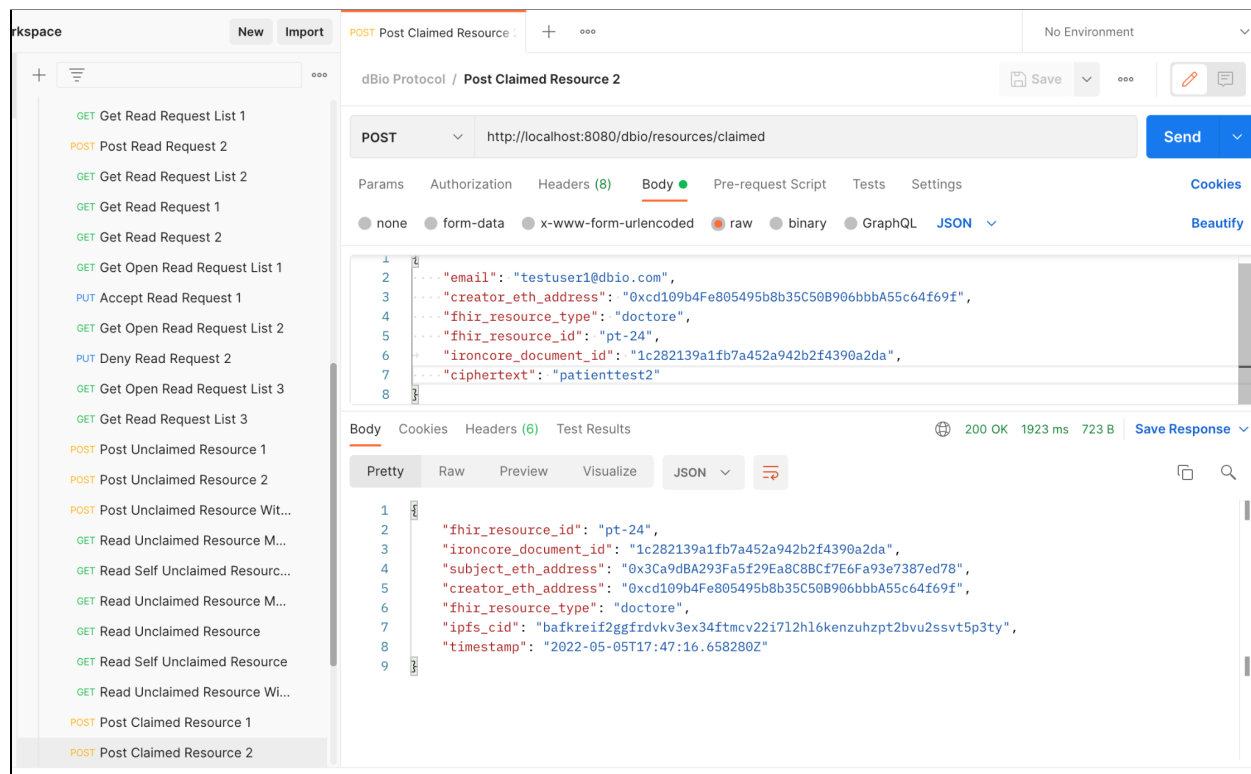 rkspace New Import POST Post Claimed Resource No Environment
dBio Protocol / Post Claimed Resource 2 Save
GET Get Read Request List 1
POST Post Read Request 2
GET Get Read Request List 2
GET Get Read Request 1
GET Get Read Request 2
GET Get Open Read Request List 1
PUT Accept Read Request 1
GET Get Open Read Request List 2
PUT Deny Read Request 2
GET Get Open Read Request List 3
GET Get Read Request List 3
POST Post Unclaimed Resource 1
POST Post Unclaimed Resource 2
POST Post Unclaimed Resource Wit...
GET Read Unclaimed Resource M...
GET Read Self Unclaimed Resourc...
GET Read Unclaimed Resource M...
GET Read Unclaimed Resource
GET Read Self Unclaimed Resource
GET Read Unclaimed Resource Wi...
POST Post Claimed Resource 1
POST Post Claimed Resource 2
POST http://localhost:8080/dbio/resources/claimed Send
Params Authorization Headers (8) Body Pre-request Script Tests Settings Cookies
none form-data x-www-form-urlencoded raw binary GraphQL JSON Beautify
1 {
2 "email": "testuser1@dbio.com",
3 "creator_eth_address": "0xcd109b4Fe805495b8b35C50B906bbbA55c64f69f",
4 "fhir_resource_type": "doctore",
5 "fhir_resource_id": "pt-24",
6 "ironcore_document_id": "1c282139a1fb7a452a942b2f4390a2da",
7 "ciphertext": "patienttest2"
8 }
Body Cookies Headers (6) Test Results 200 OK 1923 ms 723 B Save Response
Pretty Raw Preview Visualize JSON
1 {
2 "fhir_resource_id": "pt-24",
3 "ironcore_document_id": "1c282139a1fb7a452a942b2f4390a2da",
4 "subject_eth_address": "0x3Ca9dBA293Fa5f29Ea8C8BCf7E6Fa93e7387ed78",
5 "creator_eth_address": "0xcd109b4Fe805495b8b35C50B906bbbA55c64f69f",
6 "fhir_resource_type": "doctore",
7 "ipfs_cid": "bafkreif2ggfrdvkv3ex34ftmcv22i7l2hl6kenzuhzpt2bvu2ssvt5p3ty",
8 "timestamp": "2022-05-05T17:47:16.658280Z"
9 }